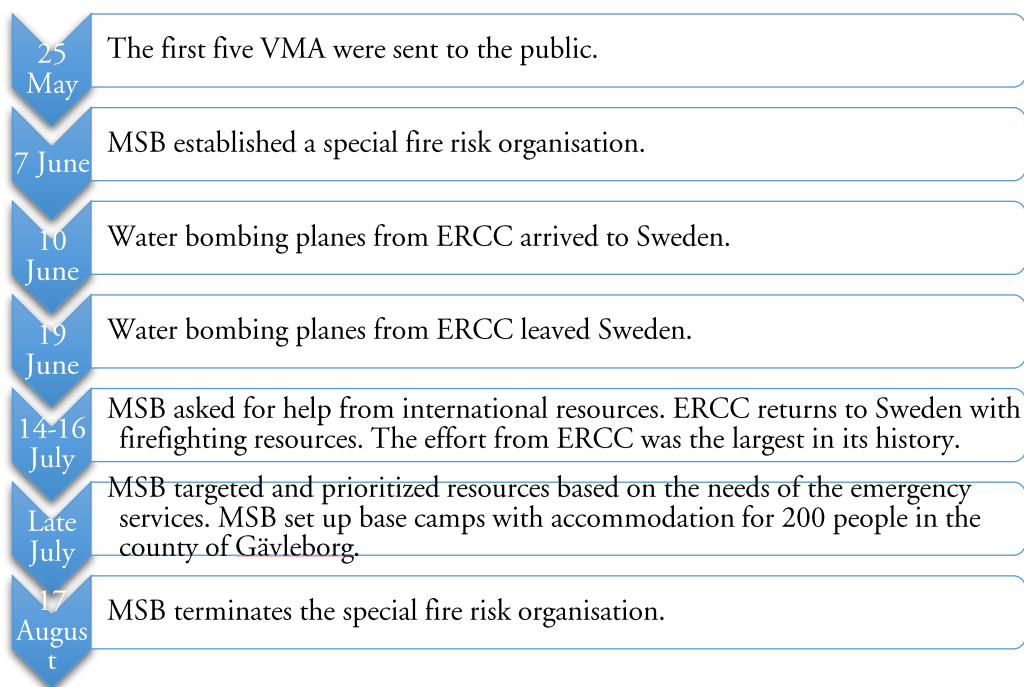 25
May
The first five VMA were sent to the public.
7 June
MSB established a special fire risk organisation.
10
June
Water bombing planes from ERCC arrived to Sweden.
19
June
Water bombing planes from ERCC leaved Sweden.
14-16
July
MSB asked for help from international resources. ERCC returns to Sweden with
firefighting resources. The effort from ERCC was the largest in its history.
Late
July
MSB targeted and prioritized resources based on the needs of the emergency
services. MSB set up base camps with accommodation for 200 people in the
county of Gävleborg.
17
Augus
t
MSB terminates the special fire risk organisation.